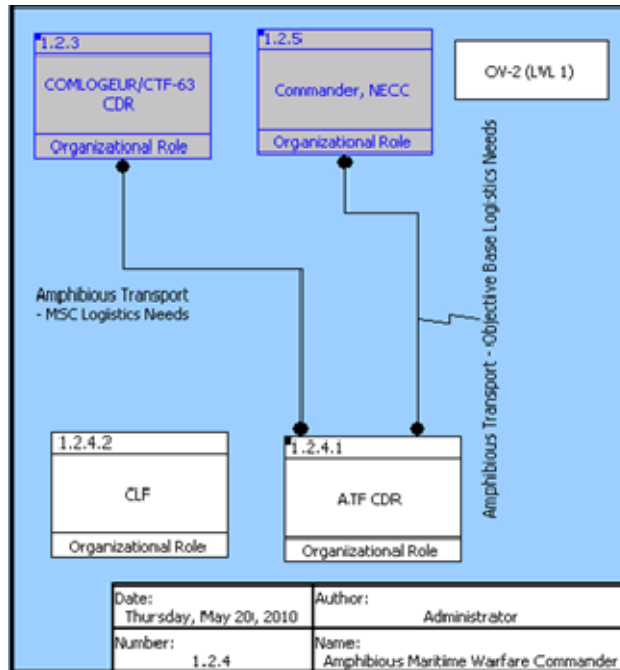 1.2.3
COMLOGEUR/CTF-63
CDR
Organizational Role
1.2.5
Commander, NECC
Organizational Role
OV-2 (LVL 1)
Amphibious Transport
- MSC Logistics Needs
Amphibious Transport - Objective Base Logistics Needs
1.2.4.2
CLF
Organizational Role
1.2.4.1
ATF CDR
Organizational Role
Date:
Thursday, May 20, 2010
Author:
Administrator
Number:
1.2.4
Name:
Amphibious Maritime Warfare Commander